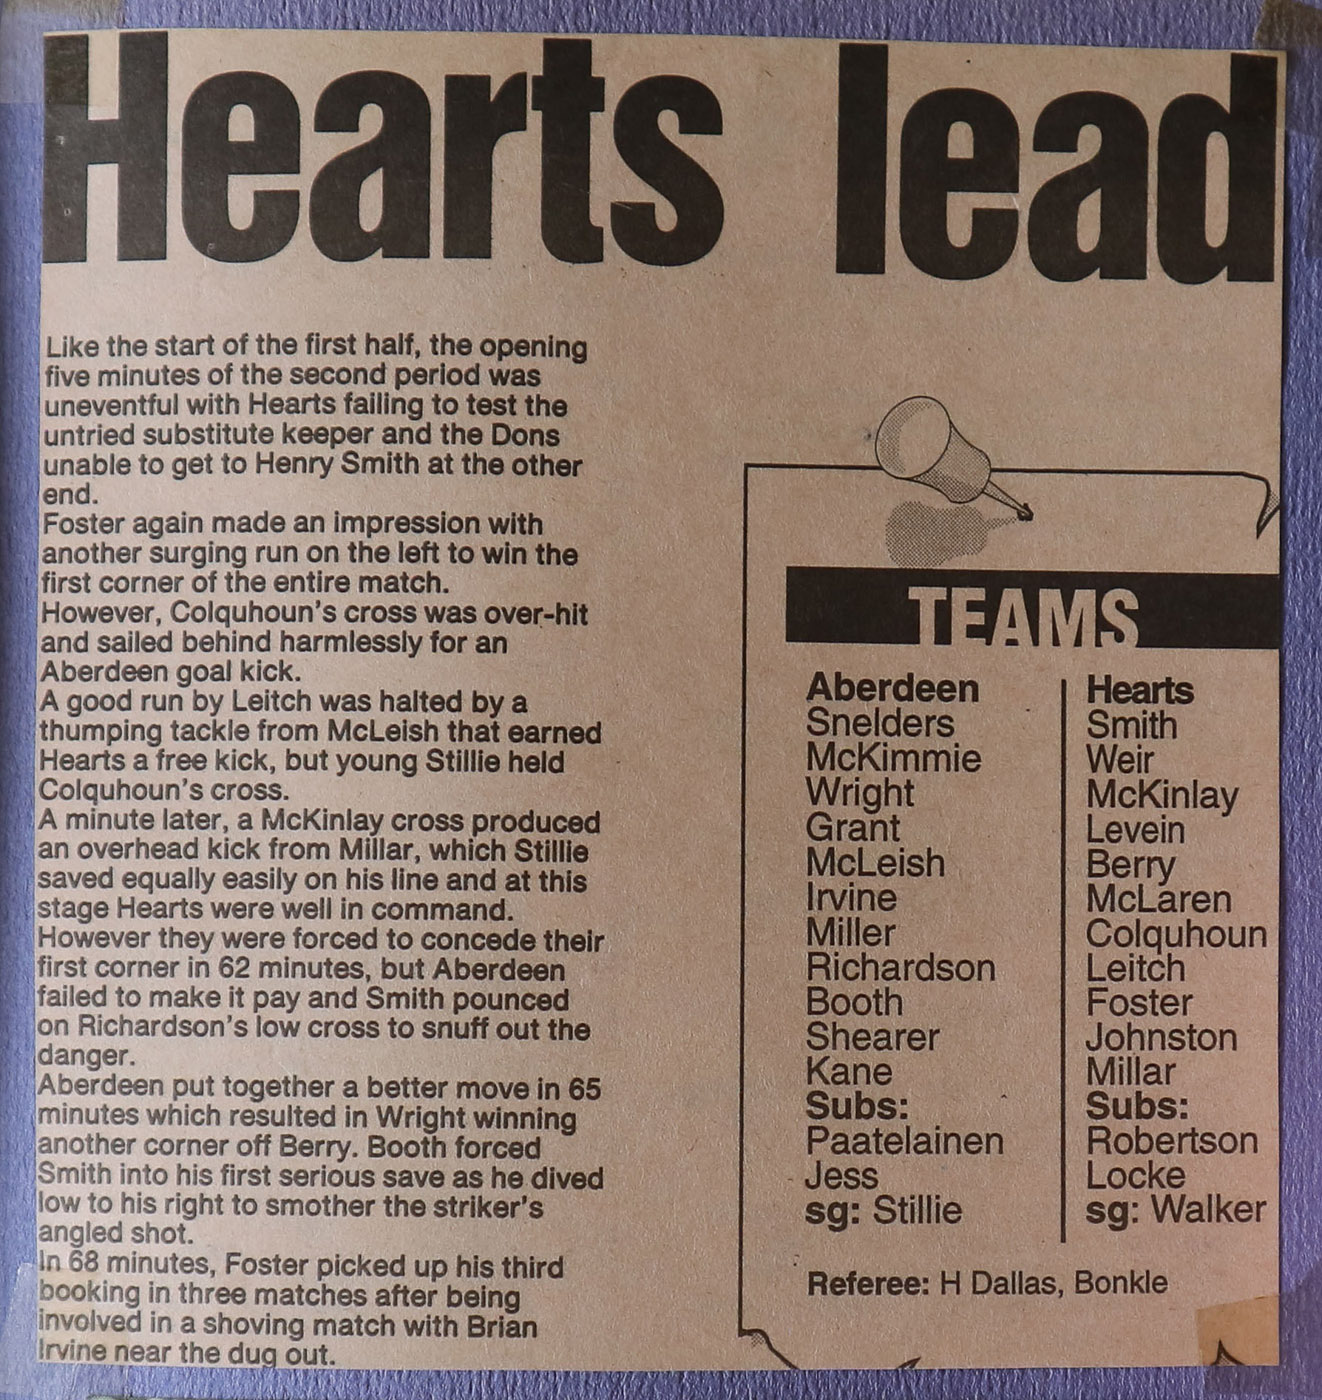 Hearts lead
Like the start of the first half, the opening
five minutes of the second period was
uneventful with Hearts failing to test the
untried substitute keeper and the Dons
unable to get to Henry Smith at the other
end.
Foster again made an impression with
another surging run on the left to win the
first corner of the entire match.
However, Colquhoun's cross was over-hit
and sailed behind harmlessly for an
Aberdeen goal kick.
A good run by Leitch was halted by a
thumping tackle from McLeish that earned
Hearts a free kick, but young Stillie held
Colquhoun's cross.
A minute later, a McKinlay cross produced
an overhead kick from Millar, which Stillie
saved equally easily on his line and at this
stage Hearts were well in command.
However they were forced to concede their
first corner in 62 minutes, but Aberdeen
failed to make it pay and Smith pounced
on Richardson's low cross to snuff out the
danger.
Aberdeen put together a better move in 65
minutes which resulted in Wright winning
another corner off Berry. Booth forced
Smith into his first serious save as he dived
low to his right to smother the striker's
angled shot.
In 68 minutes, Foster picked up his third
booking in three matches after being
involved in a shoving match with Brian
Irvine near the dug out.
TEAMS
Aberdeen
Snelders
McKimmie
Wright
Grant
McLeish
Irvine
Miller
Richardson
Booth
Shearer
Kane
Subs:
Paatelainen
Jess
sg: Stillie
Hearts
Smith
Weir
McKinlay
Levein
Berry
McLaren
Colquhoun
Leitch
Foster
Johnston
Millar
Subs:
Robertson
Locke
sg: Walker
Referee: H Dallas, Bonkle